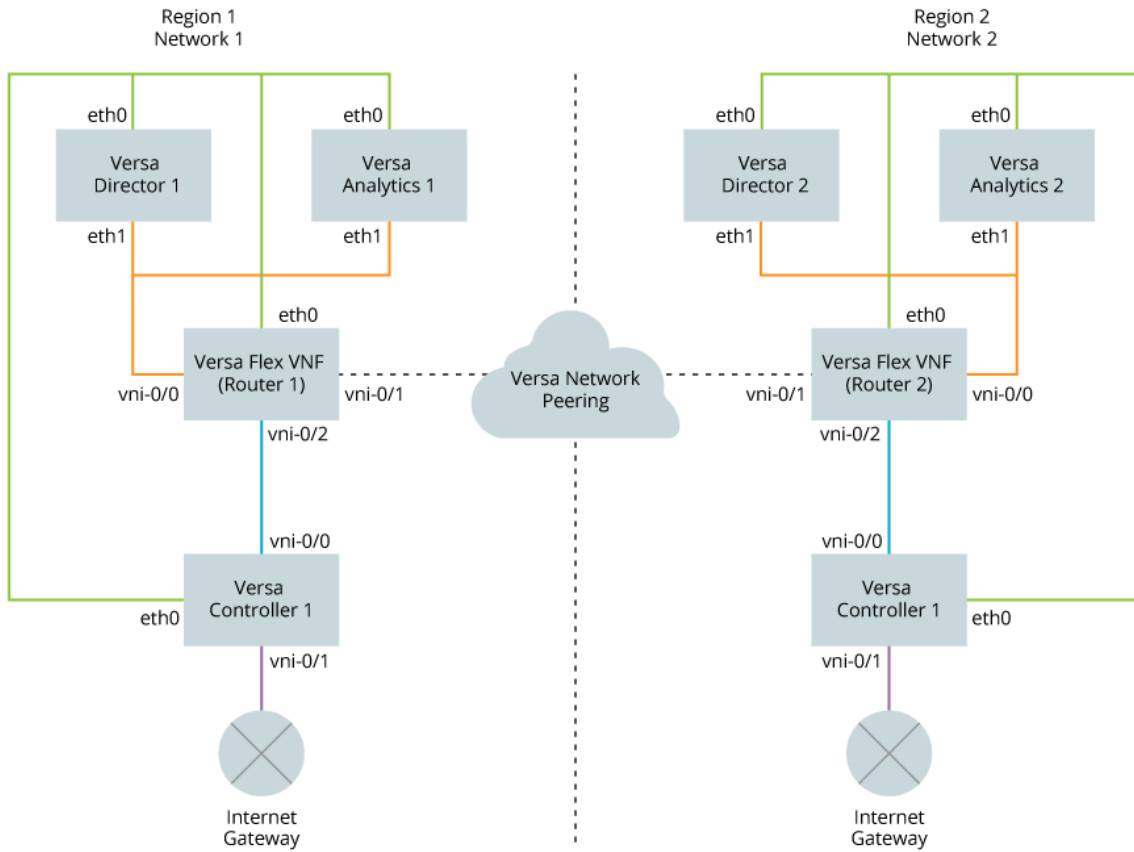 Region 1
Network 1
Region 2
Network 2
eth0
eth0
eth0
eth0
Versa
Director 1
Versa
Analytics 1
Versa
Director 2
Versa
Analytics 2
eth1
eth1
eth1
eth1
eth0
eth0
Versa Flex VNF
(Router 1)
Versa Network
Peering
Versa Flex VNF
(Router 2)
vni-0/0
vni-0/1
vni-0/1
vni-0/0
vni-0/2
vni-0/2
vni-0/0
vni-0/0
Versa
Controller 1
Versa
Controller 1
eth0
eth0
vni-0/1
vni-0/1
Internet
Gateway
Internet
Gateway